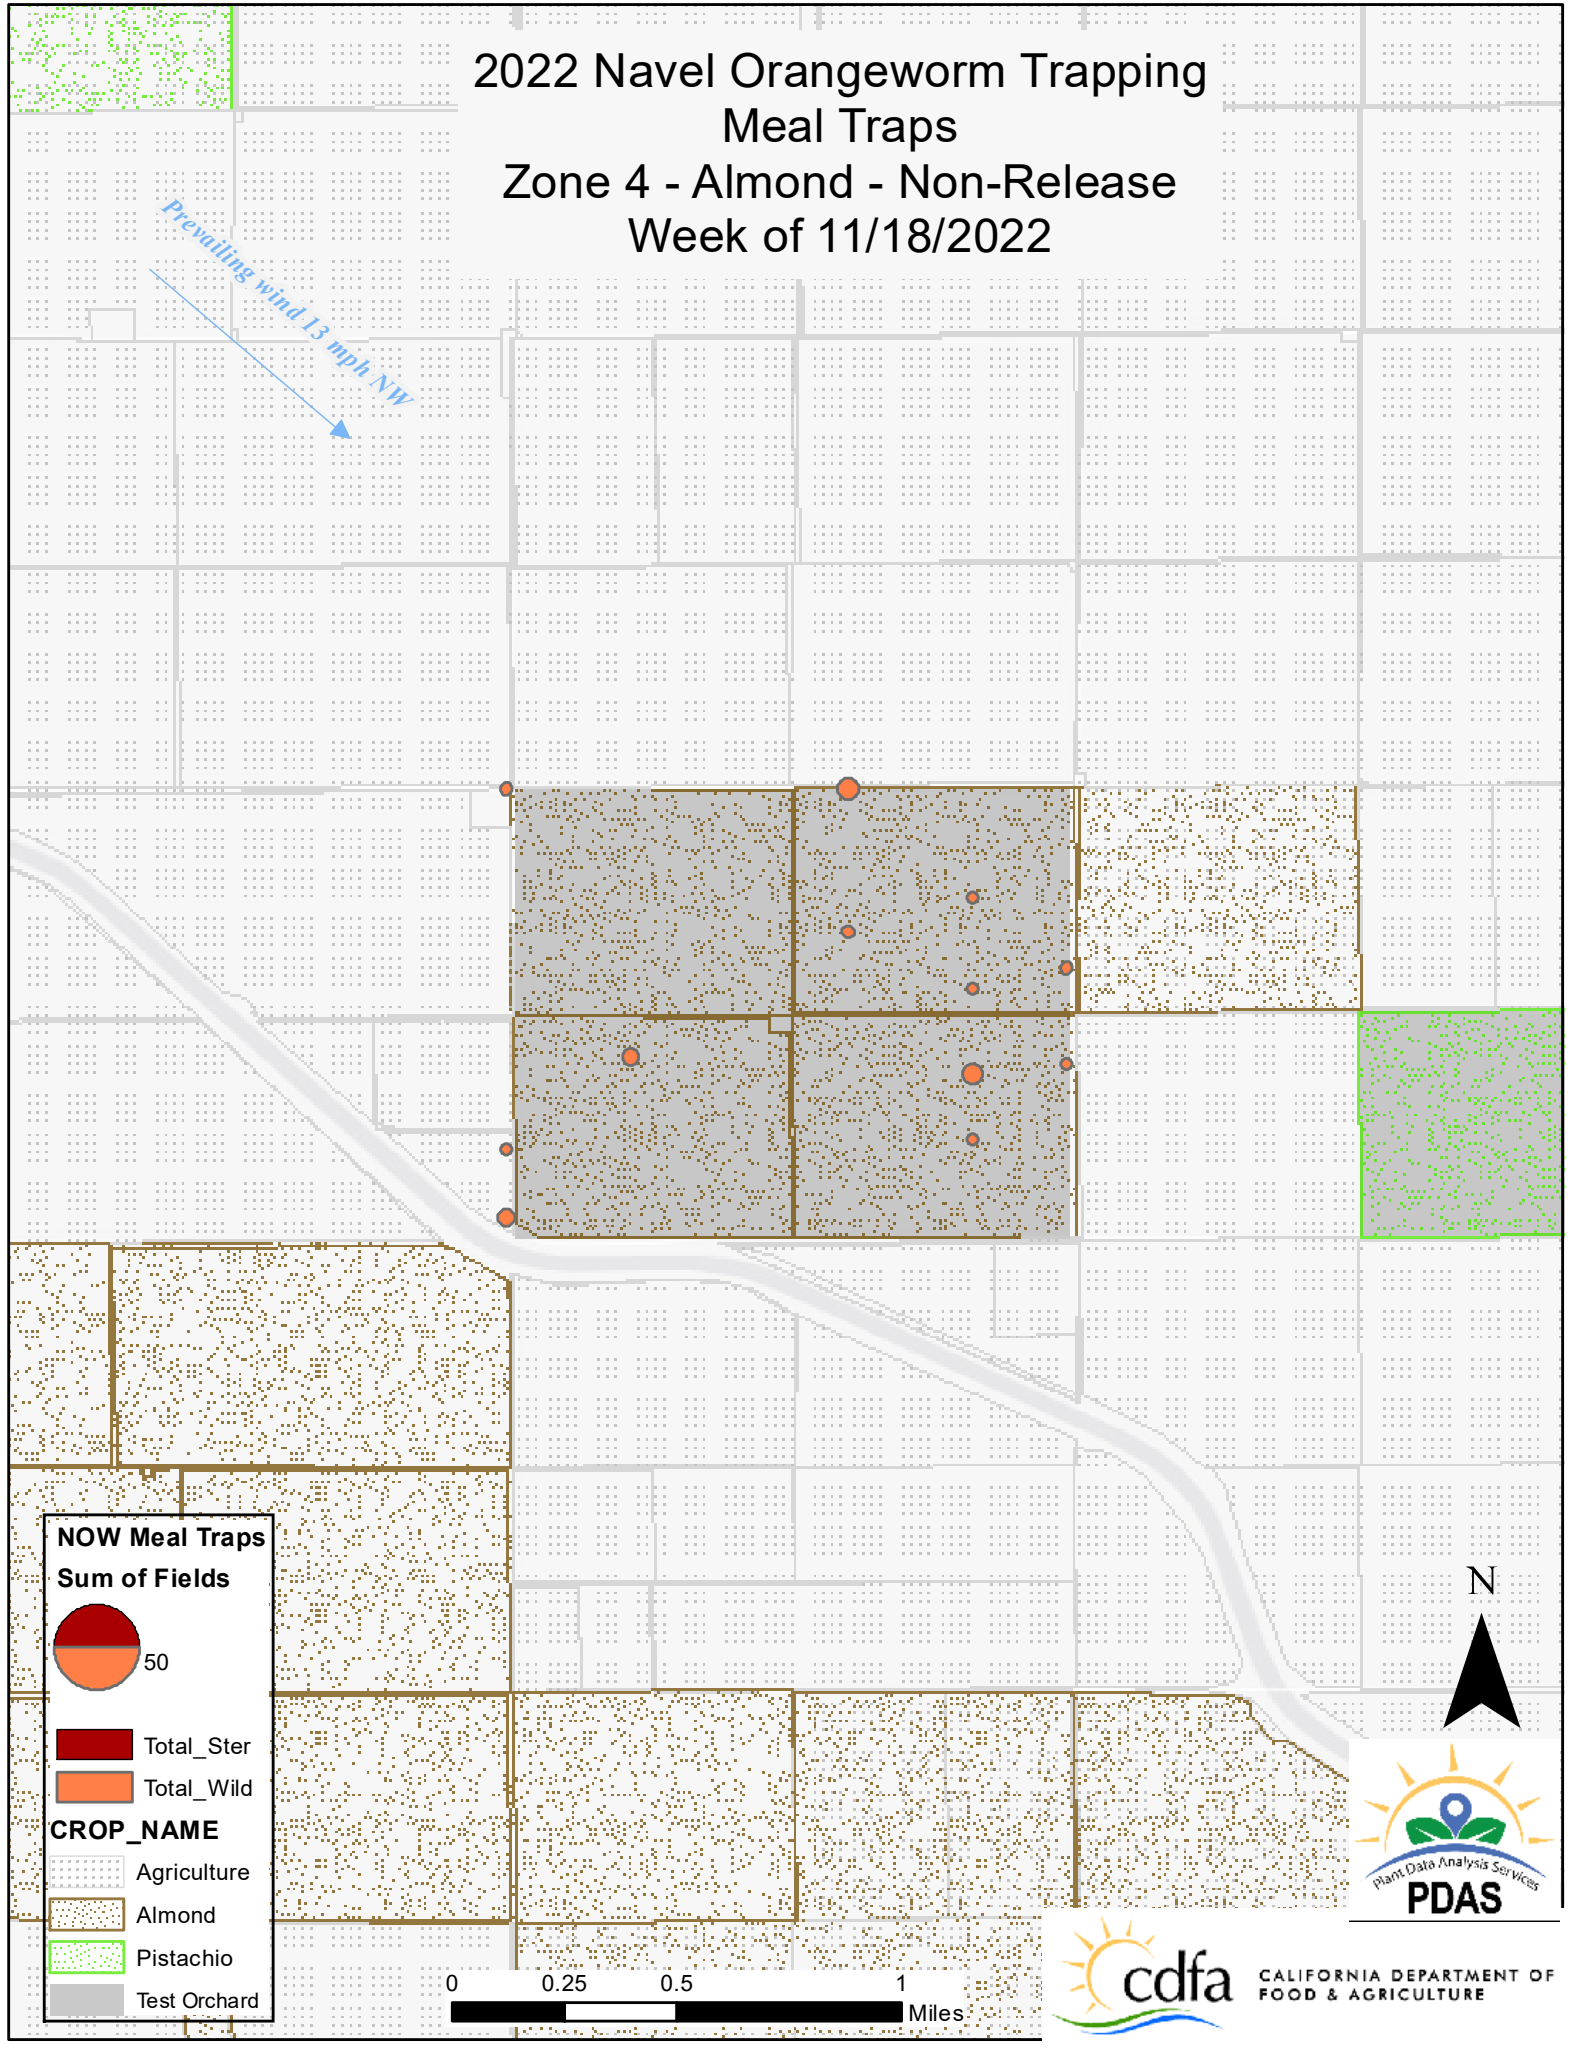 2022 Navel Orangeworm Trapping
Meal Traps
Zone 4 - Almond - Non-Release
Week of 11/18/2022
Prevailing wind 13 mph NW
NOW Meal Traps
Sum of Fields
50
Total_Ster
Total_Wild
CROP_NAME
Agriculture
Almond
Pistachio
Test Orchard
0 0.25 0.5 1
Miles
N
Plant Data Analysis Services
PDAS
cdfa
CALIFORNIA DEPARTMENT OF
FOOD & AGRICULTURE